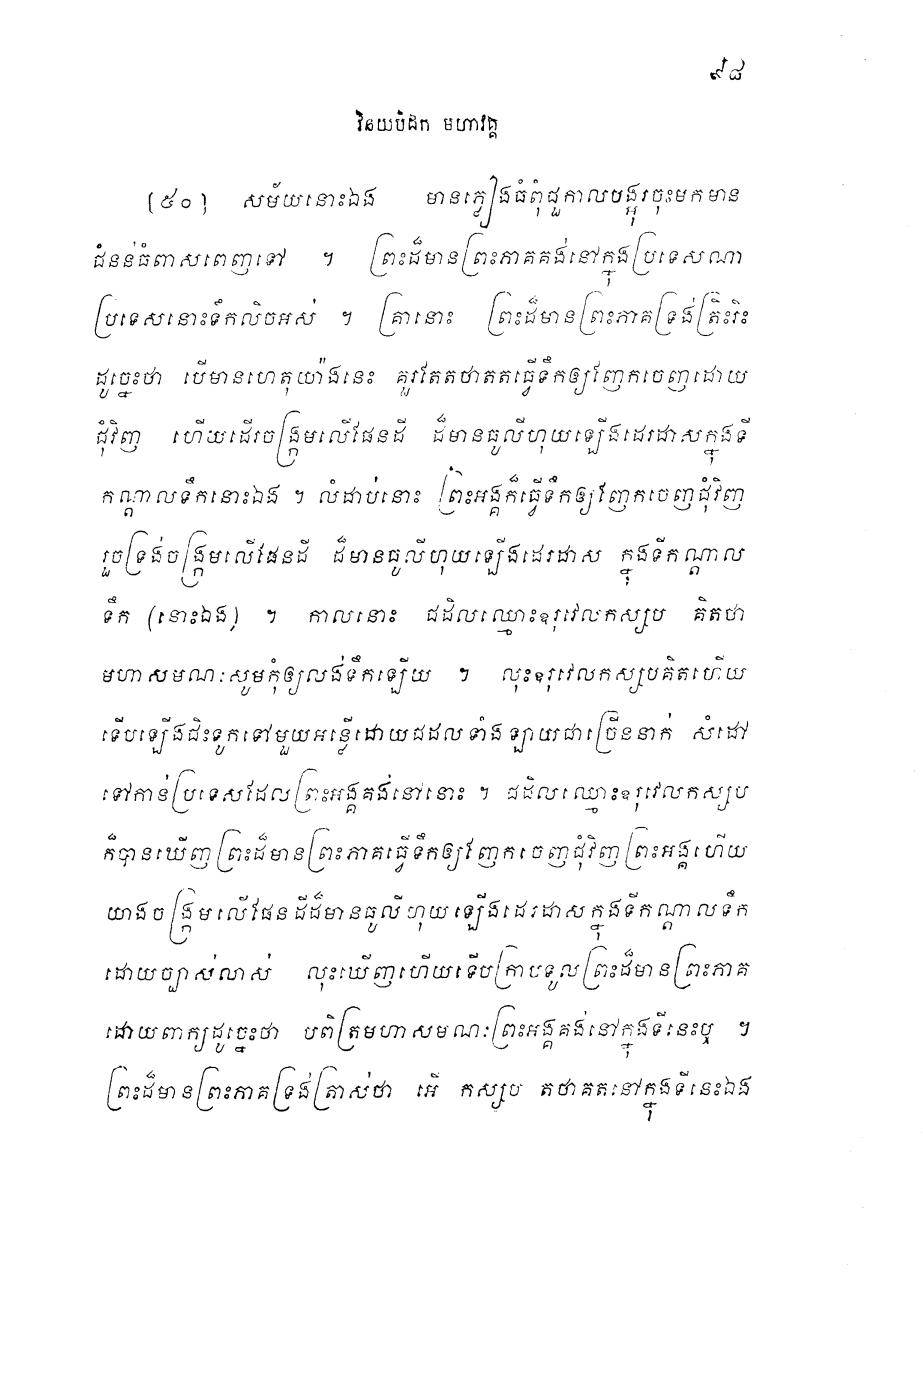 ៩៨
វិនយបិដក មហាវគ្គ
(៥០) សម័យនោះឯង មានភ្លៀងធំពុំជួកាលបង្អុរចុះមកមាន
ជំនន់ធំពាសពេញទៅ ។ ព្រះដ៏មានព្រះភាគគង់នៅក្នុងប្រទេសណា
ប្រទេសនោះទឹកលិចអស់ ។ គ្រានោះ ព្រះដ៏មានព្រះភាគទ្រង់ត្រិះរិះ
ដូច្នេះថា បើមានហេតុយ៉ាងនេះ គួរតែតថាគតធ្វើទឹកឲ្យញែកចេញដោយ
ជុំវិញ ហើយដើរចង្ក្រមលើផែនដី ដ៏មានធូលីហុយឡើងដេរដាសក្នុងទី
កណ្តាលទឹកនោះឯង ។ លំដាប់នោះ ព្រះអង្គក៏ធ្វើទឹកឲ្យញែកចេញជុំវិញ
រួចទ្រង់ចង្ក្រមលើផែនដី ដ៏មានធូលីហុយឡើងដេរដាស ក្នុងទីកណ្តាល
ទឹក (នោះឯង) ។ កាលនោះ ជដិលឈ្មោះឧរុវេលកស្សប គិតថា
មហាសមណៈសូមកុំឲ្យលង់ទឹកឡើយ ។ លុះឧរុវេលកស្សបគិតហើយ
ទើបឡើងជិះទូកទៅមួយអន្លើដោយជដិលទាំងឡាយជាច្រើននាក់ សំដៅ
ទៅកាន់ប្រទេសដែលព្រះអង្គគង់នៅនោះ ។ ជដិលឈ្មោះឧរុវេលកស្សប
ក៏បានឃើញព្រះដ៏មានព្រះភាគធ្វើទឹកឲ្យញែកចេញជុំវិញព្រះអង្គហើយ
យាងចង្ក្រមលើផែនដីដ៏មានធូលីហុយឡើងដេរដាសក្នុងទីកណ្តាលទឹក
ដោយច្បាស់លាស់ លុះឃើញហើយទើបក្រាបទូលព្រះដ៏មានព្រះភាគ
ដោយពាក្យដូច្នេះថា បពិត្រមហាសមណៈព្រះអង្គគង់នៅក្នុងទីនេះឬ ។
ព្រះដ៏មានព្រះភាគទ្រង់ត្រាស់ថា អើ កស្សប តថាគតនៅក្នុងទីនេះឯង